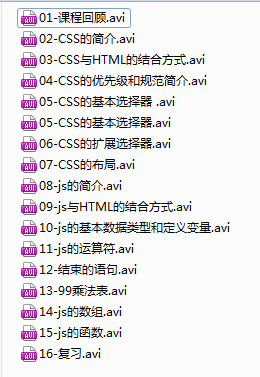 01-课程回顾.avi
02-CSS的简介.avi
03-CSS与HTML的结合方式.avi
04-CSS的优先级和规范简介.avi
05-CSS的基本选择器 .avi
05-CSS的基本选择器.avi
06-CSS的扩展选择器.avi
07-CSS的布局.avi
08-js的简介.avi
09-js与HTML的结合方式.avi
10-js的基本数据类型和定义变量.avi
11-js的运算符.avi
12-结束的语句.avi
13-99乘法表.avi
14-js的数组.avi
15-js的函数.avi
16-复习.avi